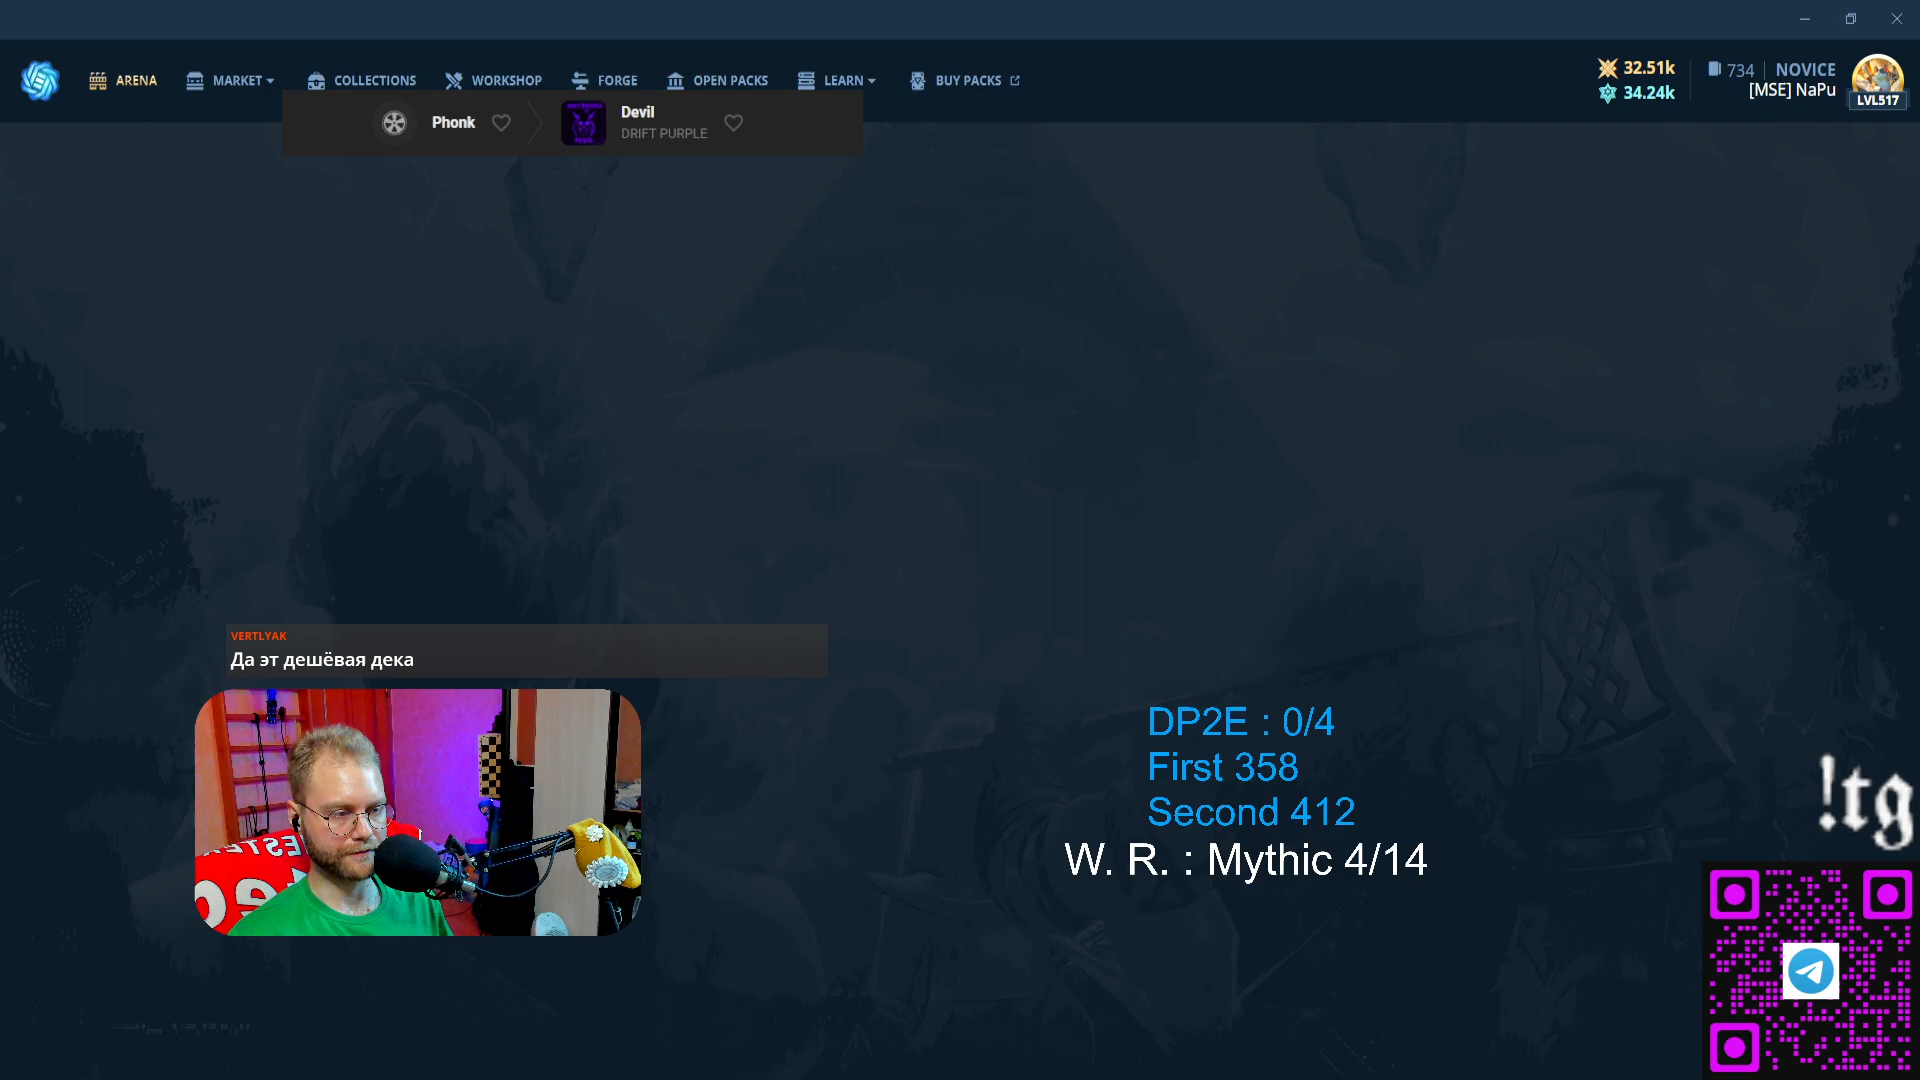 ARENA
MARKET
COLLECTIONS
WORKSHOP
FORGE
OPEN PACKS
LEARN
BUY PACKS
32.51k
34.24k
734
NOVICE
[MSE] NaPu
LVL517
Phonk
Devil
DRIFT PURPLE
VERTLYAK
Да эт дешёвая дека
DP2E : 0/4
First 358
Second 412
W. R. : Mythic 4/14
!tg